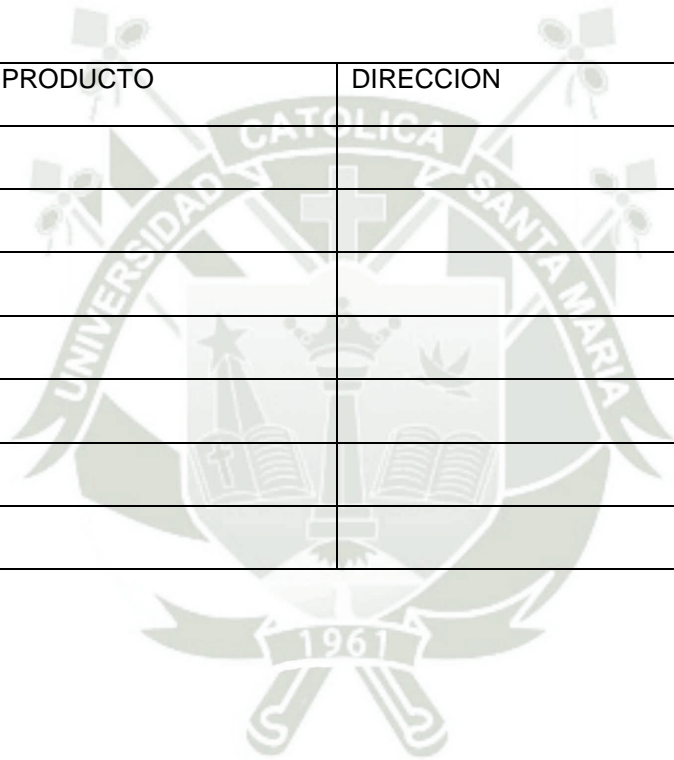 PRODUCTO DIRECCION
CATOLICA
UNIVERSIDAD
SANTA MARIA
1961